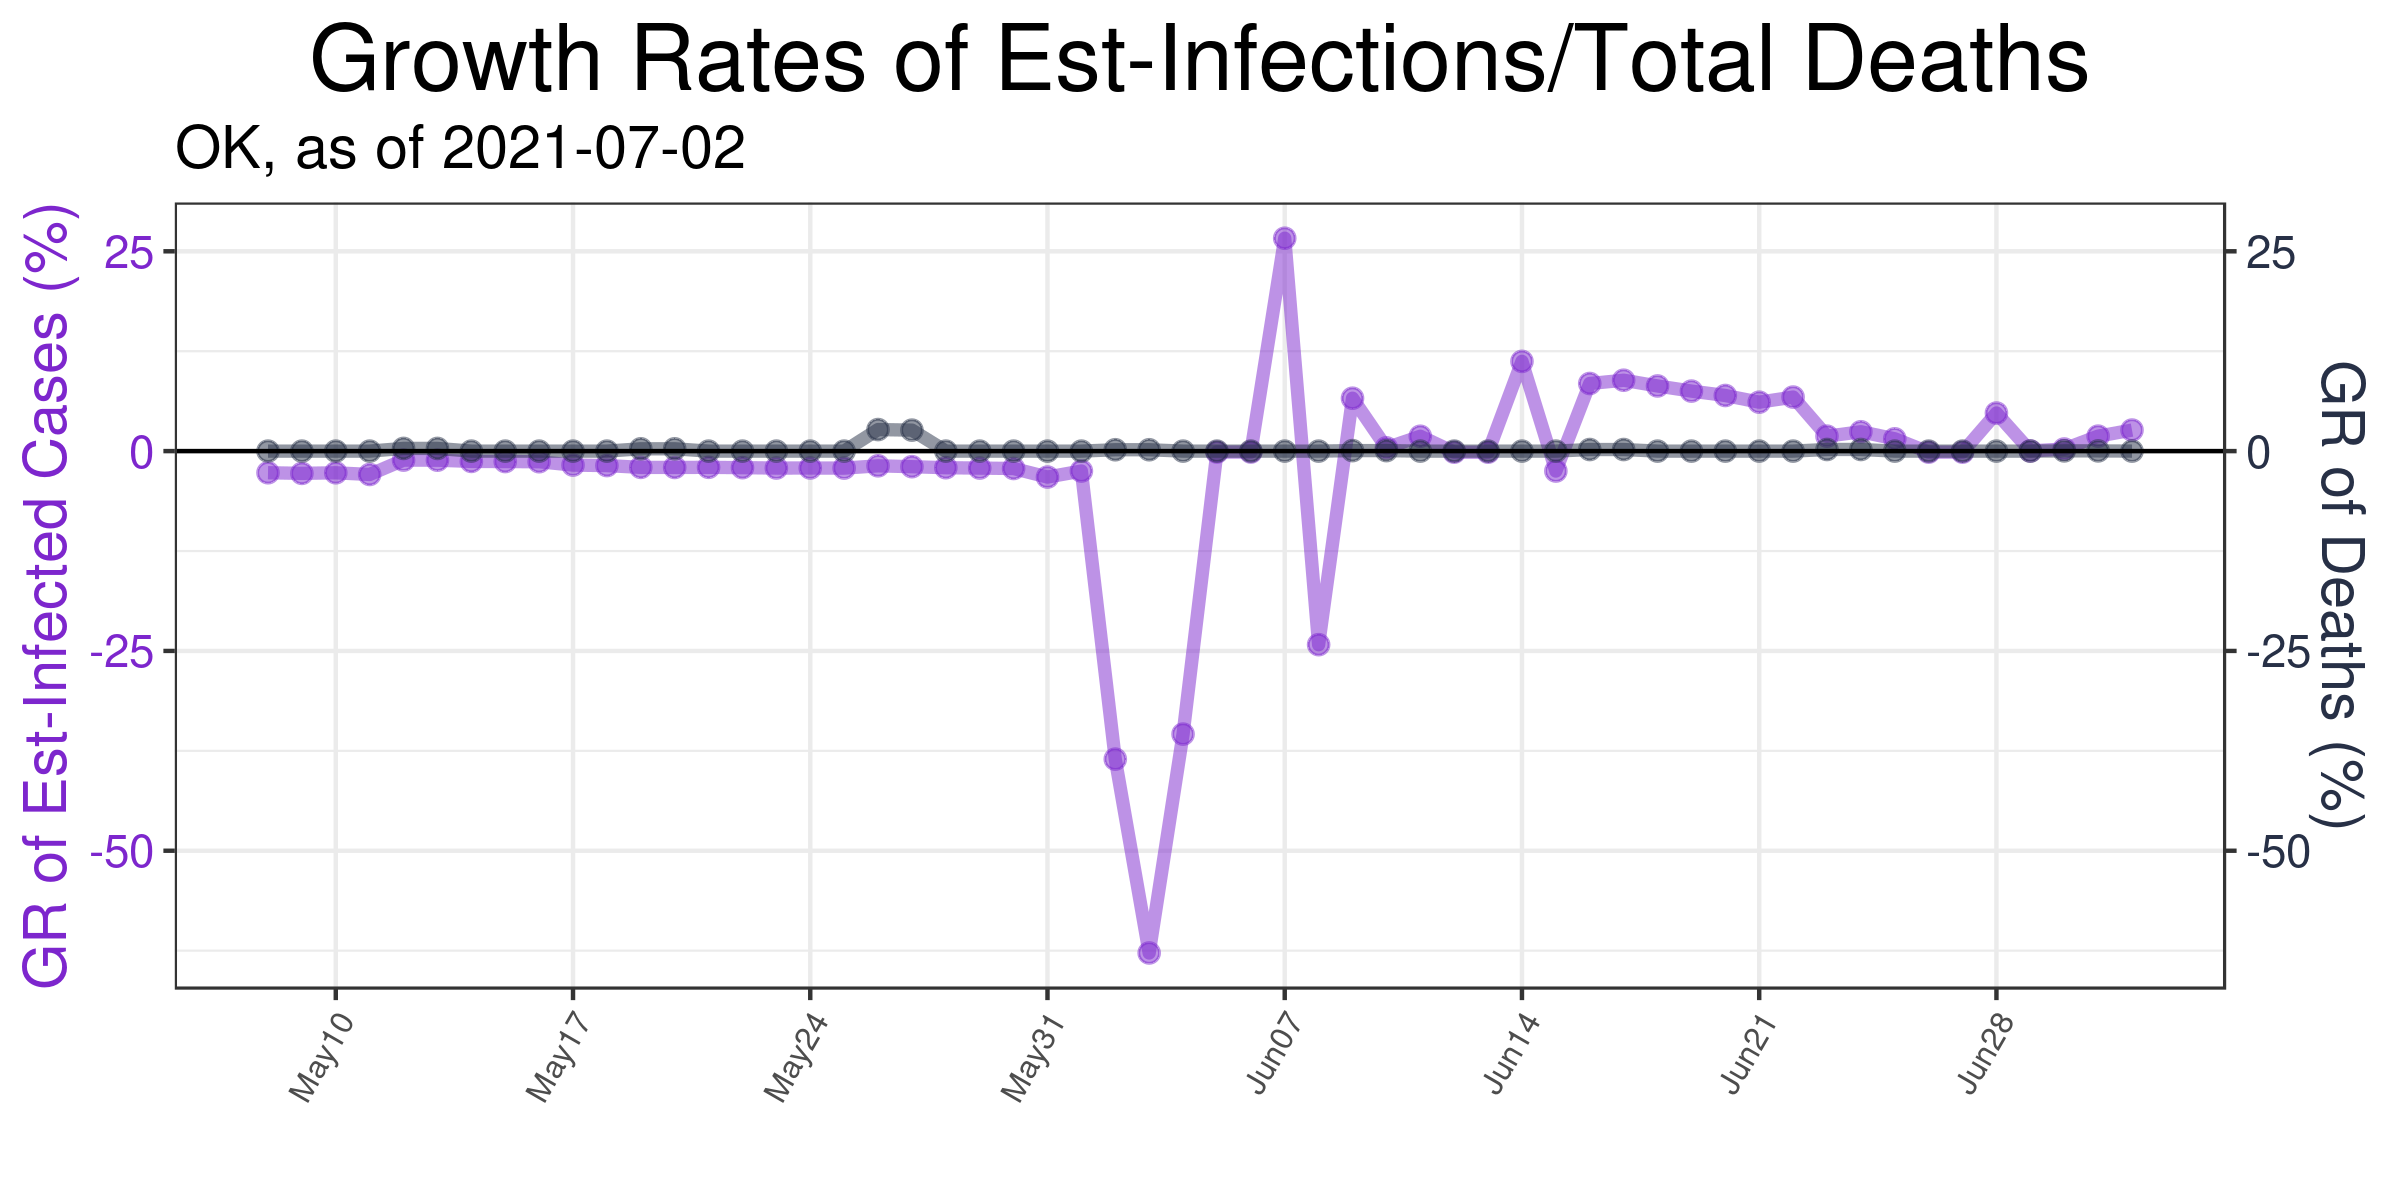 Growth Rates of Est-Infections/Total Deaths
OK, as of 2021-07-02
GR of Est-Infected Cases (%)
25
0
-25
-50
25
0
-25
-50
GR of Deaths (%)
May10
May17
May24
May31
Jun07
Jun14
Jun21
Jun28